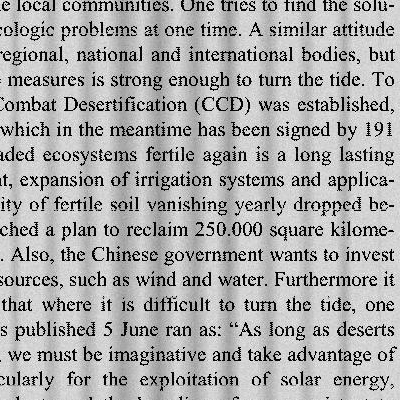 e local communities. One tries to find the solu-
cologic problems at one time. A similar attitude
regional, national and international bodies, but
measures is strong enough to turn the tide. To
Combat Desertification (CCD) was established,
which in the meantime has been signed by 191
aded ecosystems fertile again is a long lasting
t, expansion of irrigation systems and applica-
ity of fertile soil vanishing yearly dropped be-
ched a plan to reclaim 250.000 square kilome-
. Also, the Chinese government wants to invest
sources, such as wind and water. Furthermore it
that where it is difficult to turn the tide, one
s published 5 June ran as: “As long as deserts
, we must be imaginative and take advantage of
cularly for the exploitation of solar energy,